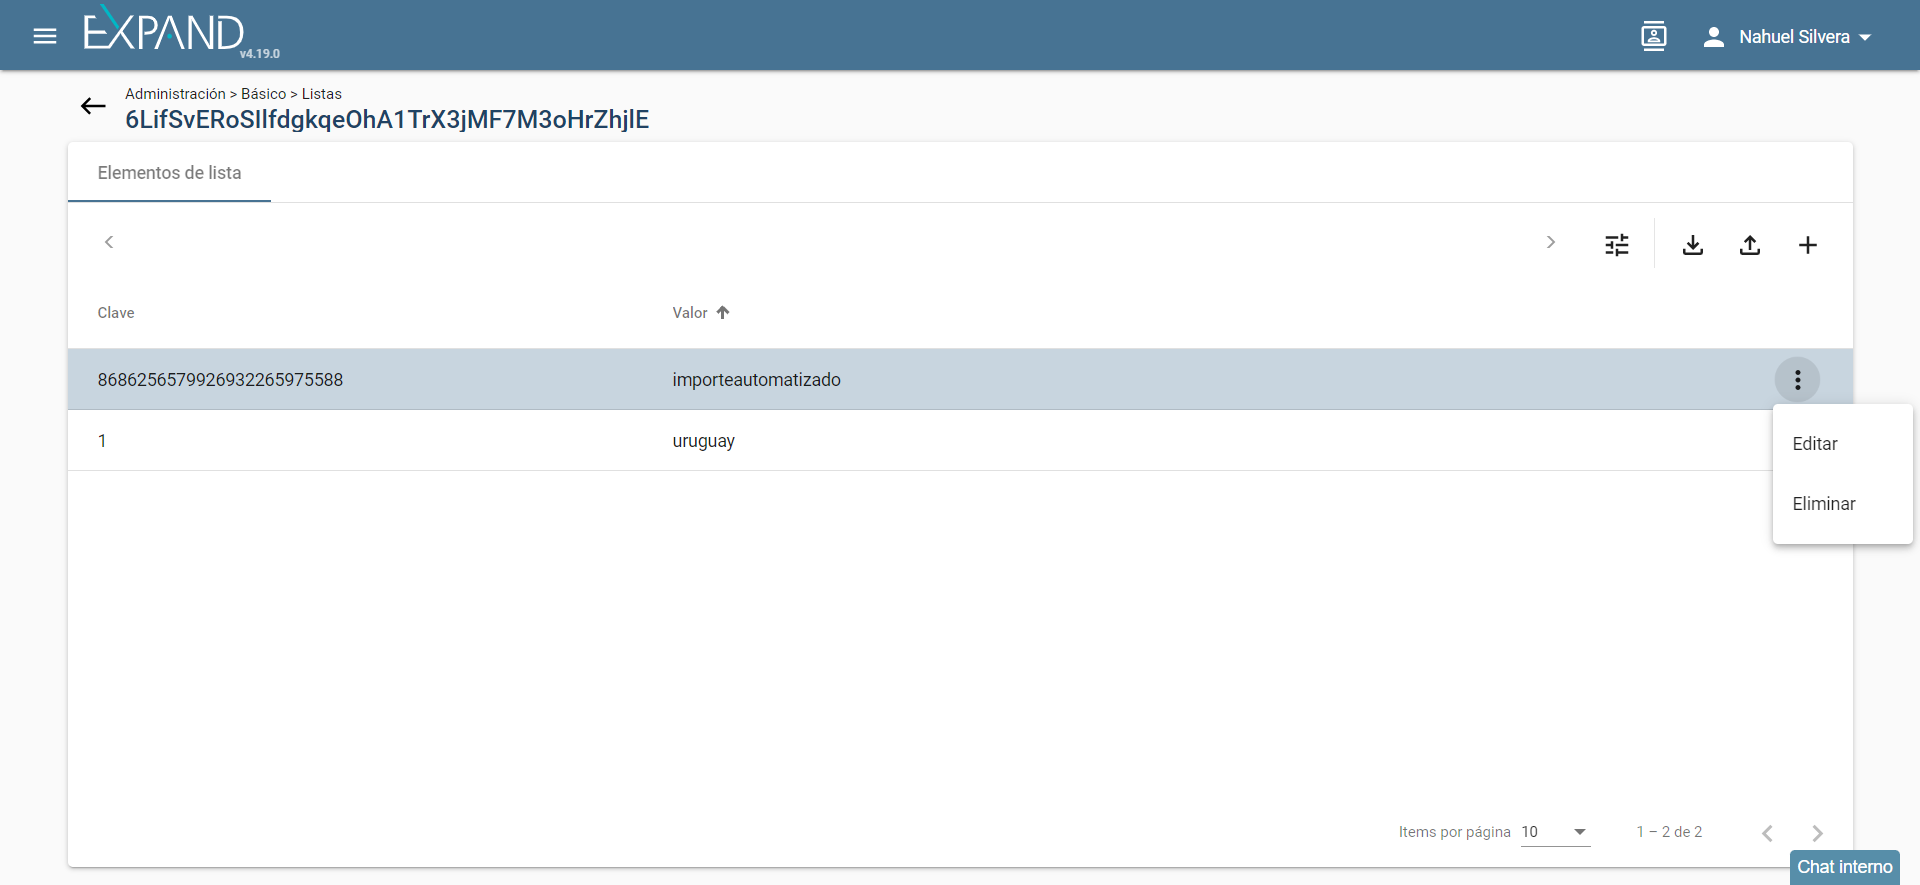 EXPAND
v4.19.0
Nahuel Silvera
Administración > Básico > Listas
6LifSvERoSIlfdgkqeOhA1TrX3jMF7M3oHrZhjlE
Elementos de lista
Clave Valor
8686256579926932265975588 importeautomatizado
1 uruguay
Editar
Eliminar
Items por página 10 1 – 2 de 2
Chat interno